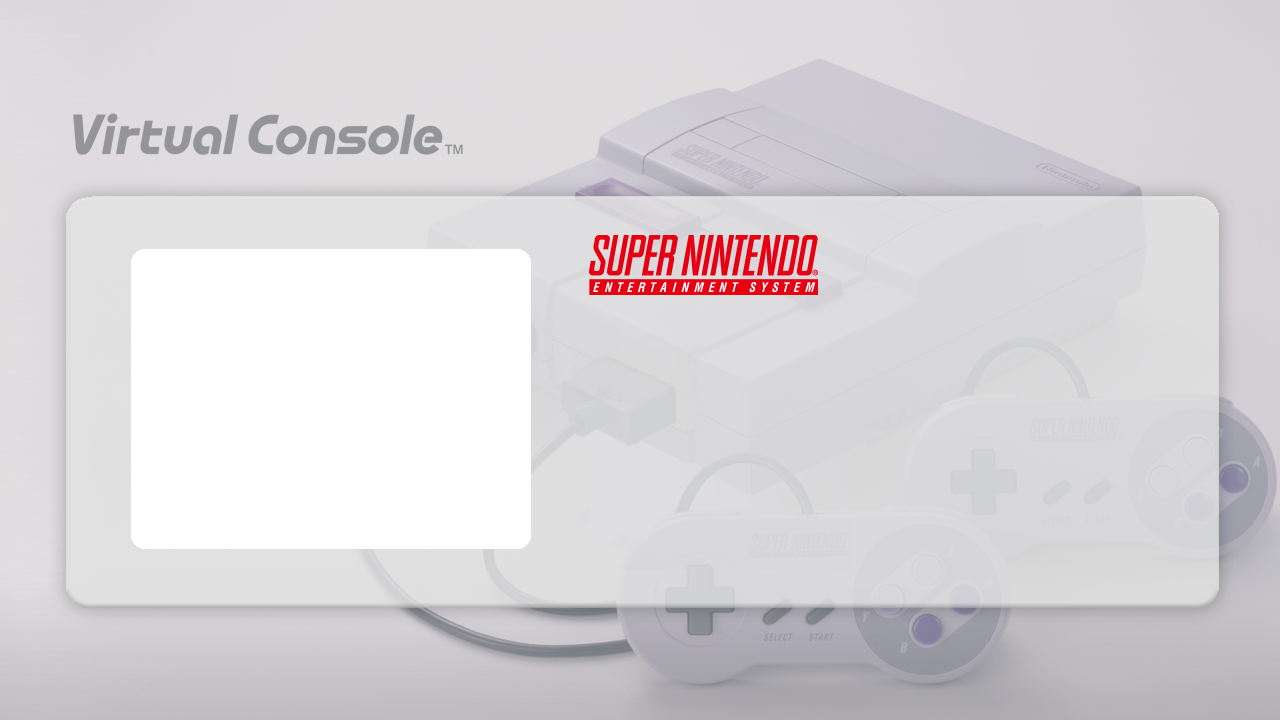 Virtual Console™
SUPER NINTENDO
Nintendo
SUPER NINTENDO®
ENTERTAINMENT SYSTEM
SUPER NINTENDO
SUPER NINTENDO
A
Y
SELECT START
B